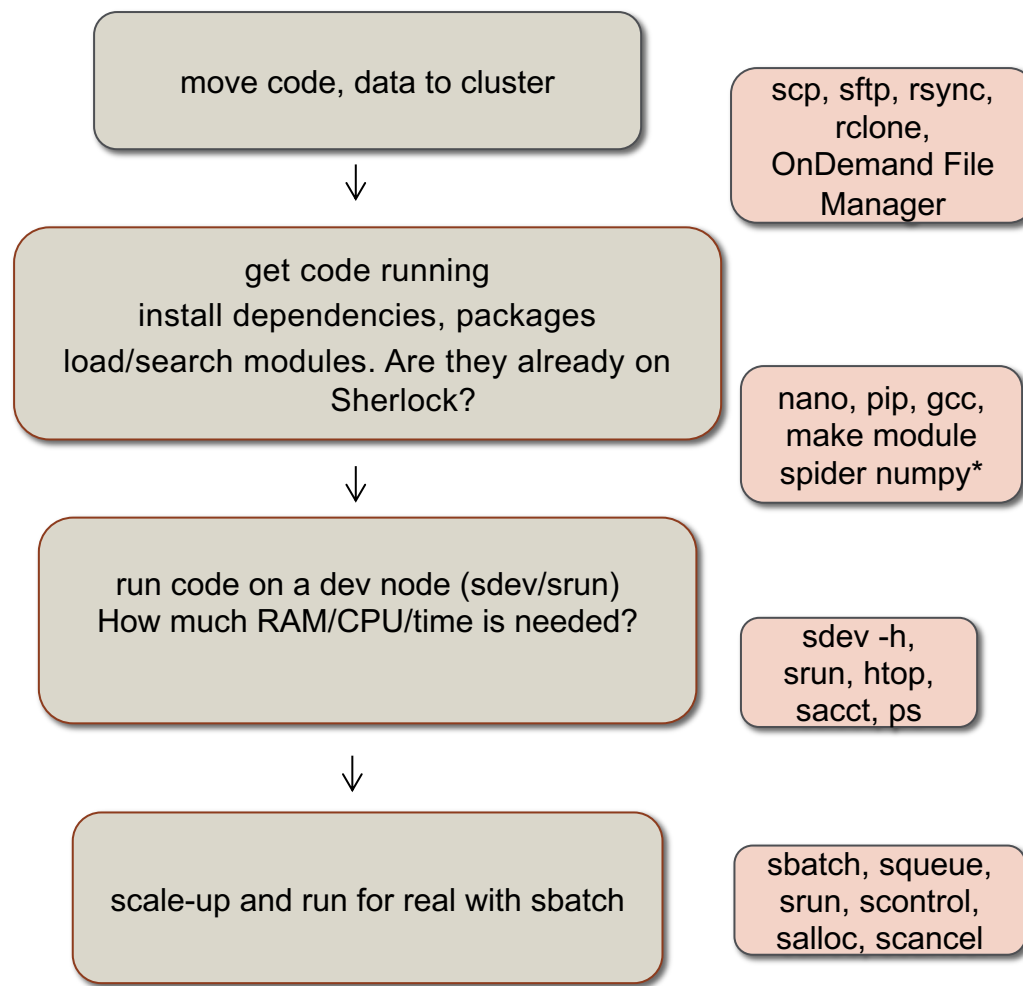 move code, data to cluster
scp, sftp, rsync,
rclone,
OnDemand File
Manager
get code running
install dependencies, packages
load/search modules. Are they already on
Sherlock?
nano, pip, gcc,
make module
spider numpy*
run code on a dev node (sdev/srun)
How much RAM/CPU/time is needed?
sdev -h,
srun, htop,
sacct, ps
scale-up and run for real with sbatch
sbatch, squeue,
srun, scontrol,
salloc, scancel